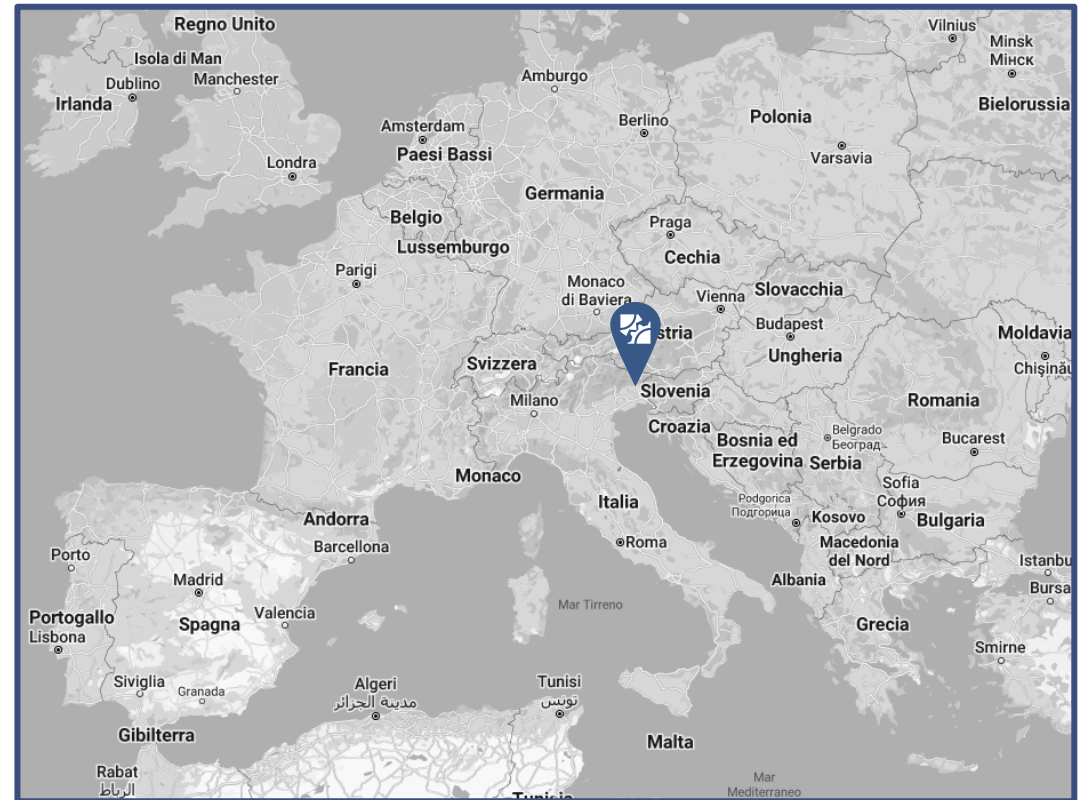 Regno Unito
Isola di Man
Dublino
Manchester
Irlanda
Londra
Amburgo
Amsterdam
Paesi Bassi
Berlino
Polonia
Varsavia
Vilnius
Minsk
Мінск
Bielorussia
Germania
Belgio
Lussemburgo
Parigi
Praga
Cechia
Monaco
di Baviera
Vienna
Slovacchia
Budapest
Ungheria
stria
Moldavia
Chişinău
Svizzera
Francia
Milano
Slovenia
Croazia
Romania
Bosnia ed
Erzegovina
Belgrado
Београд
Serbia
Bucarest
Monaco
Italia
Sofia
София
Podgorica
Подгорица
Kosovo
Bulgaria
Andorra
Barcellona
Roma
Macedonia
del Nord
Albania
Istanbu
Bursa
Porto
Madrid
Portogallo
Lisbona
Spagna
Valencia
Mar Tirreno
Grecia
Smirne
Siviglia
Granada
Algeri
مدينة الجزائر
Tunisi
تونس
Gibilterra
Malta
Rabat
الرباط
Mar
Mediterraneo
Tunisia